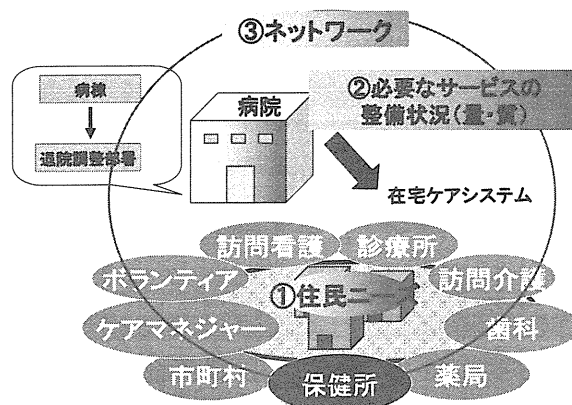 ③ネットワーク
病棟
退院調整部署
病院
②必要なサービスの
整備状況(量・質)
在宅ケアシステム
訪問看護
診療所
ボランティア
訪問介護
①住民ニー
ケアマネジャー
歯科
市町村
保健所
薬局